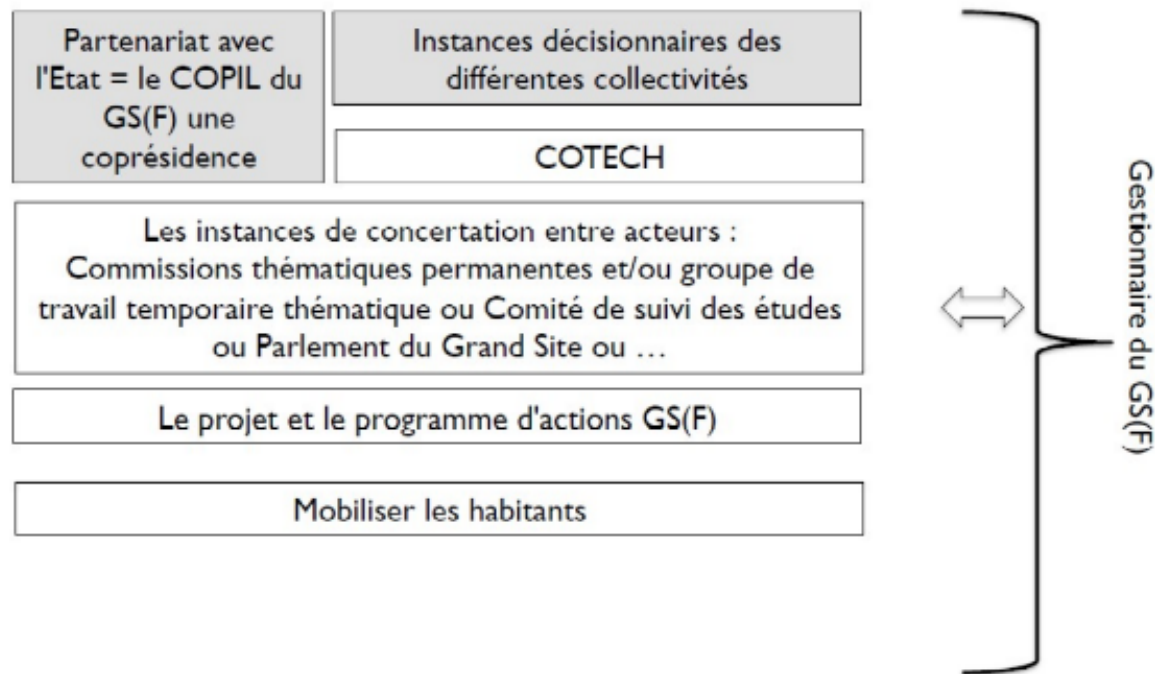 Partenariat avec
l'Etat = le COPIL du
GS(F) une
coprésidence
Instances décisionnaires des
différentes collectivités
COTECH
Les instances de concertation entre acteurs :
Commissions thématiques permanentes et/ou groupe de
travail temporaire thématique ou Comité de suivi des études
ou Parlement du Grand Site ou …
Le projet et le programme d'actions GS(F)
Mobiliser les habitants
Gestionnaire du GS(F)